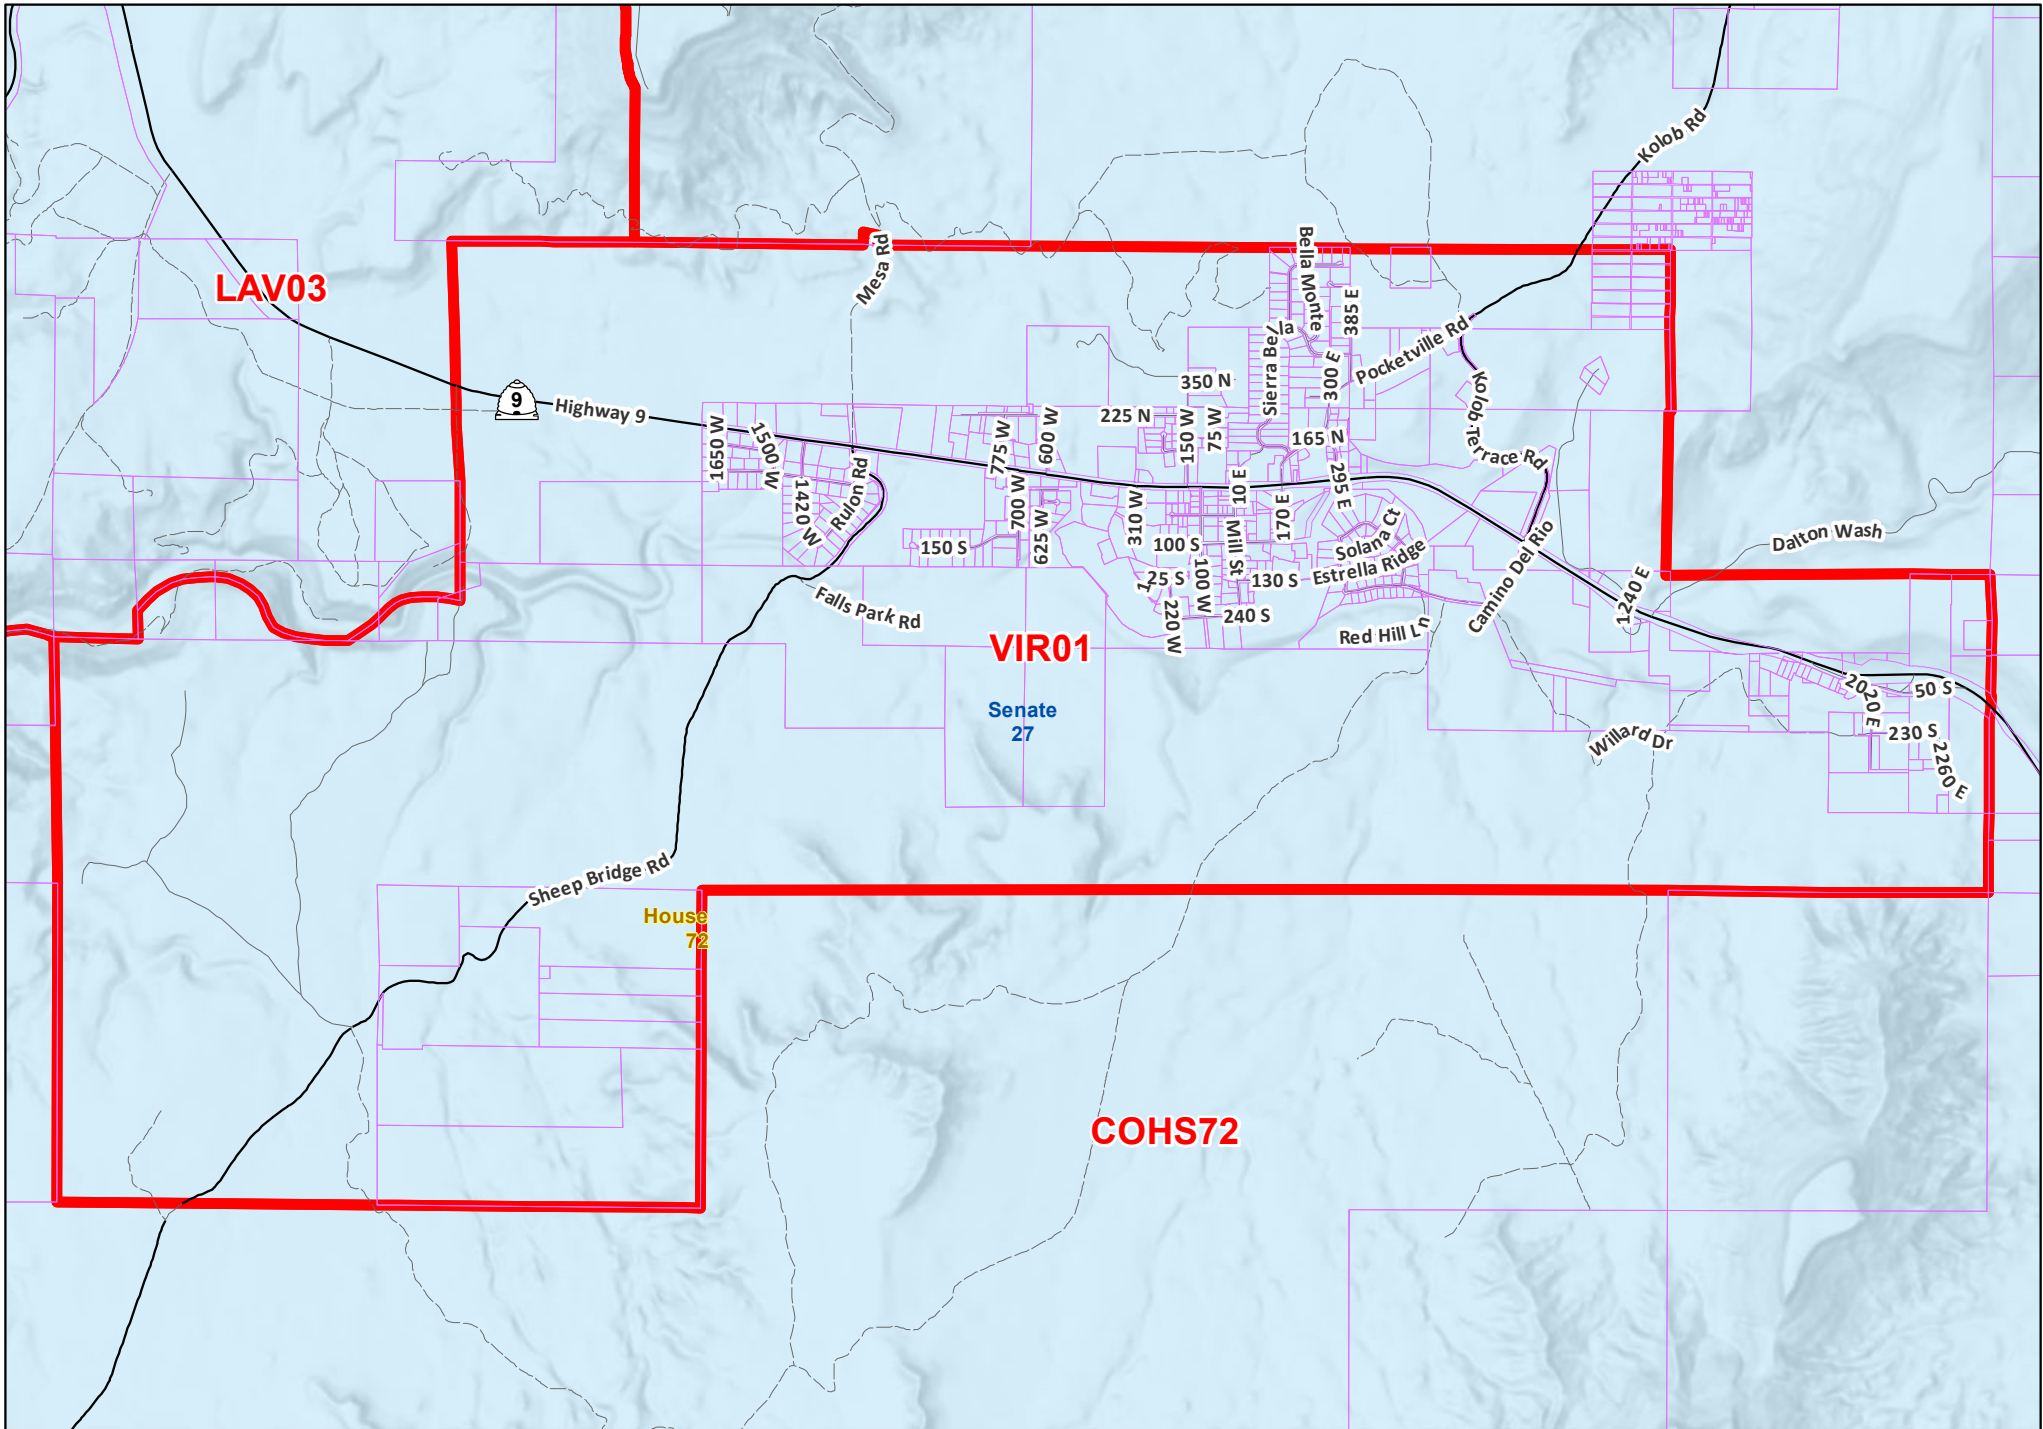 Kolob Rd
Bella Monte
Mesa Rd
LAV03
385 E
Sierra Bella
Pocketville Rd
300 E
350 N
9
Highway 9
Kolob Terrace Rd
225 N
150 W
75 W
165 N
600 W
775 W
1500 W
1650 W
Rulon Rd
1420 W
295 E
10 E
170 E
310 W
700 W
625 W
Mill St
Solana Ct
Dalton Wash
150 S
100 S
Camino Del Rio
Estrella Ridge
125 S
100 W
130 S
1240 E
Falls Park Rd
220 W
240 S
Red Hill Ln
VIR01
2020 E
50 S
Senate
27
Willard Dr
230 S
2260 E
Sheep Bridge Rd
House
72
COHS72